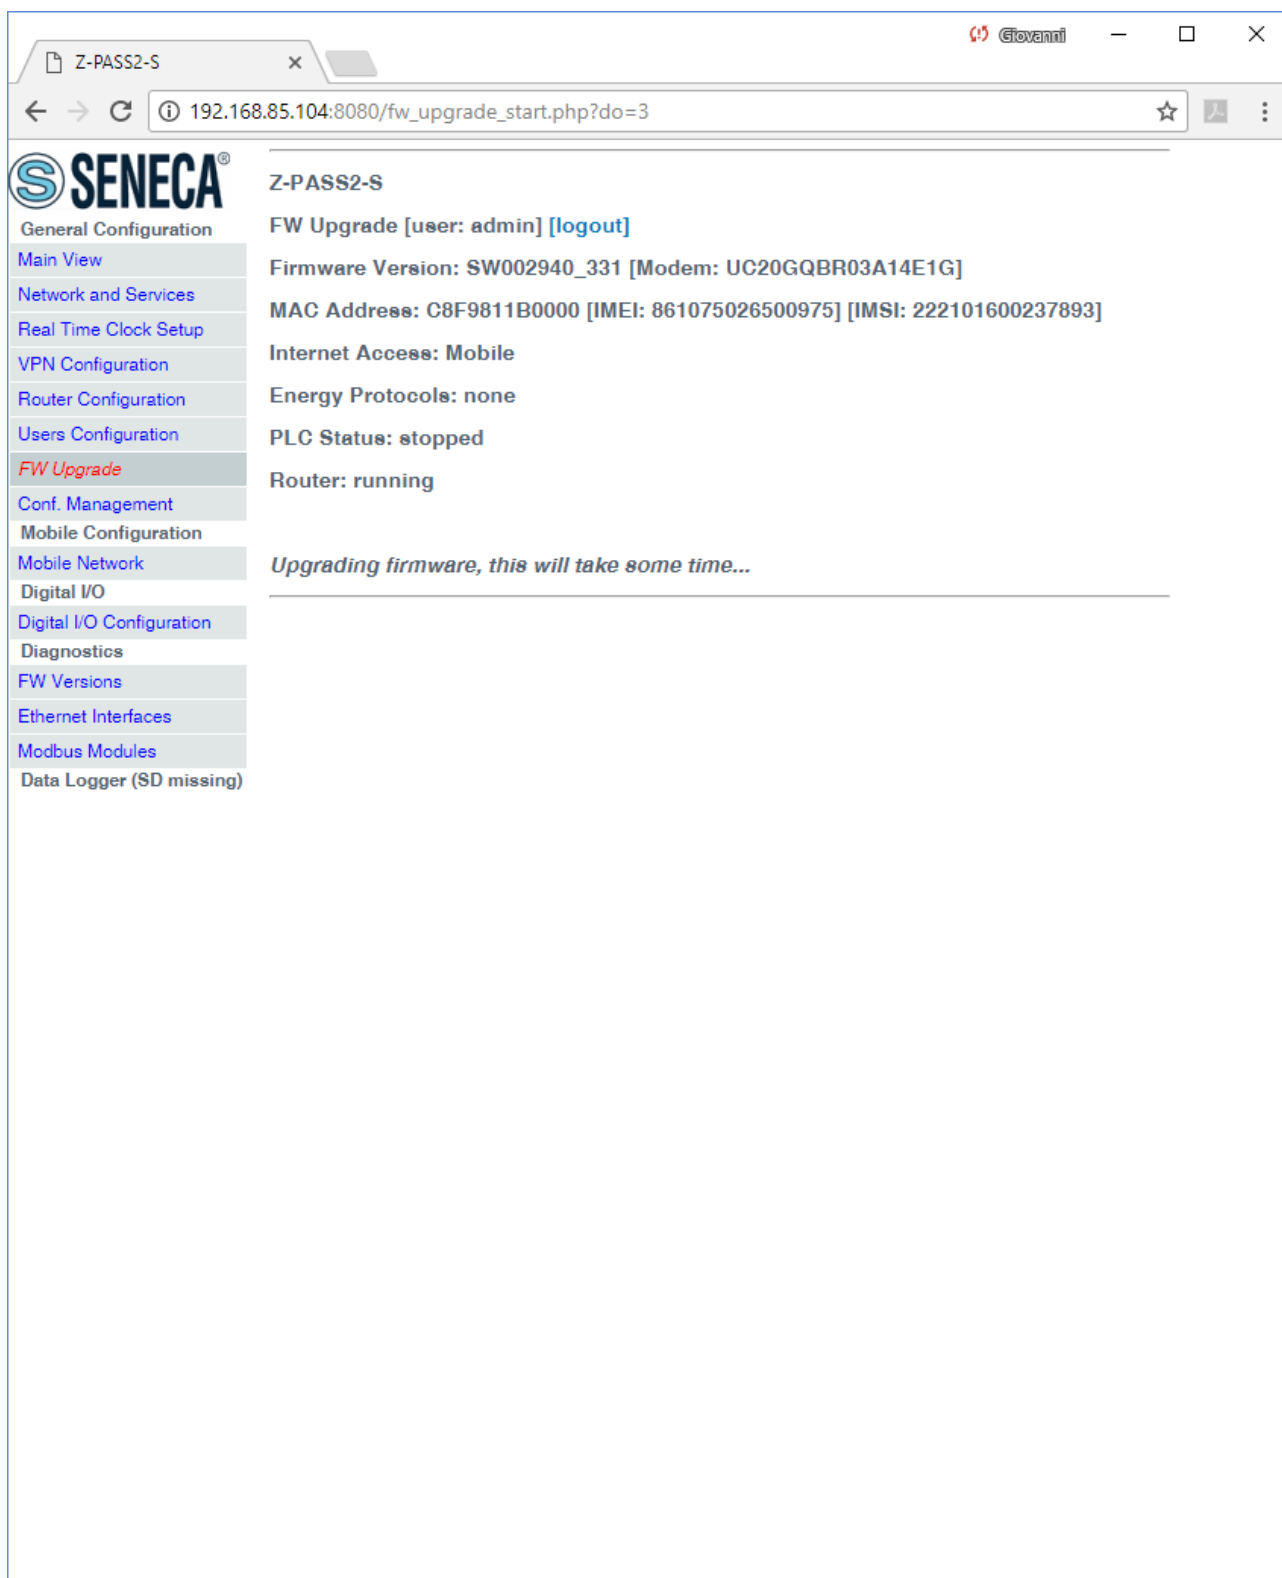 Giovanni
Z-PASS2-S
192.168.85.104:8080/fw_upgrade_start.php?do=3
SENECA®
General Configuration
Main View
Network and Services
Real Time Clock Setup
VPN Configuration
Router Configuration
Users Configuration
FW Upgrade
Conf. Management
Mobile Configuration
Mobile Network
Digital I/O
Digital I/O Configuration
Diagnostics
FW Versions
Ethernet Interfaces
Modbus Modules
Data Logger (SD missing)
Z-PASS2-S
FW Upgrade [user: admin] [logout]
Firmware Version: SW002940_331 [Modem: UC20GQBR03A14E1G]
MAC Address: C8F9811B0000 [IMEI: 861075026500975] [IMSI: 222101600237893]
Internet Access: Mobile
Energy Protocols: none
PLC Status: stopped
Router: running
Upgrading firmware, this will take some time...